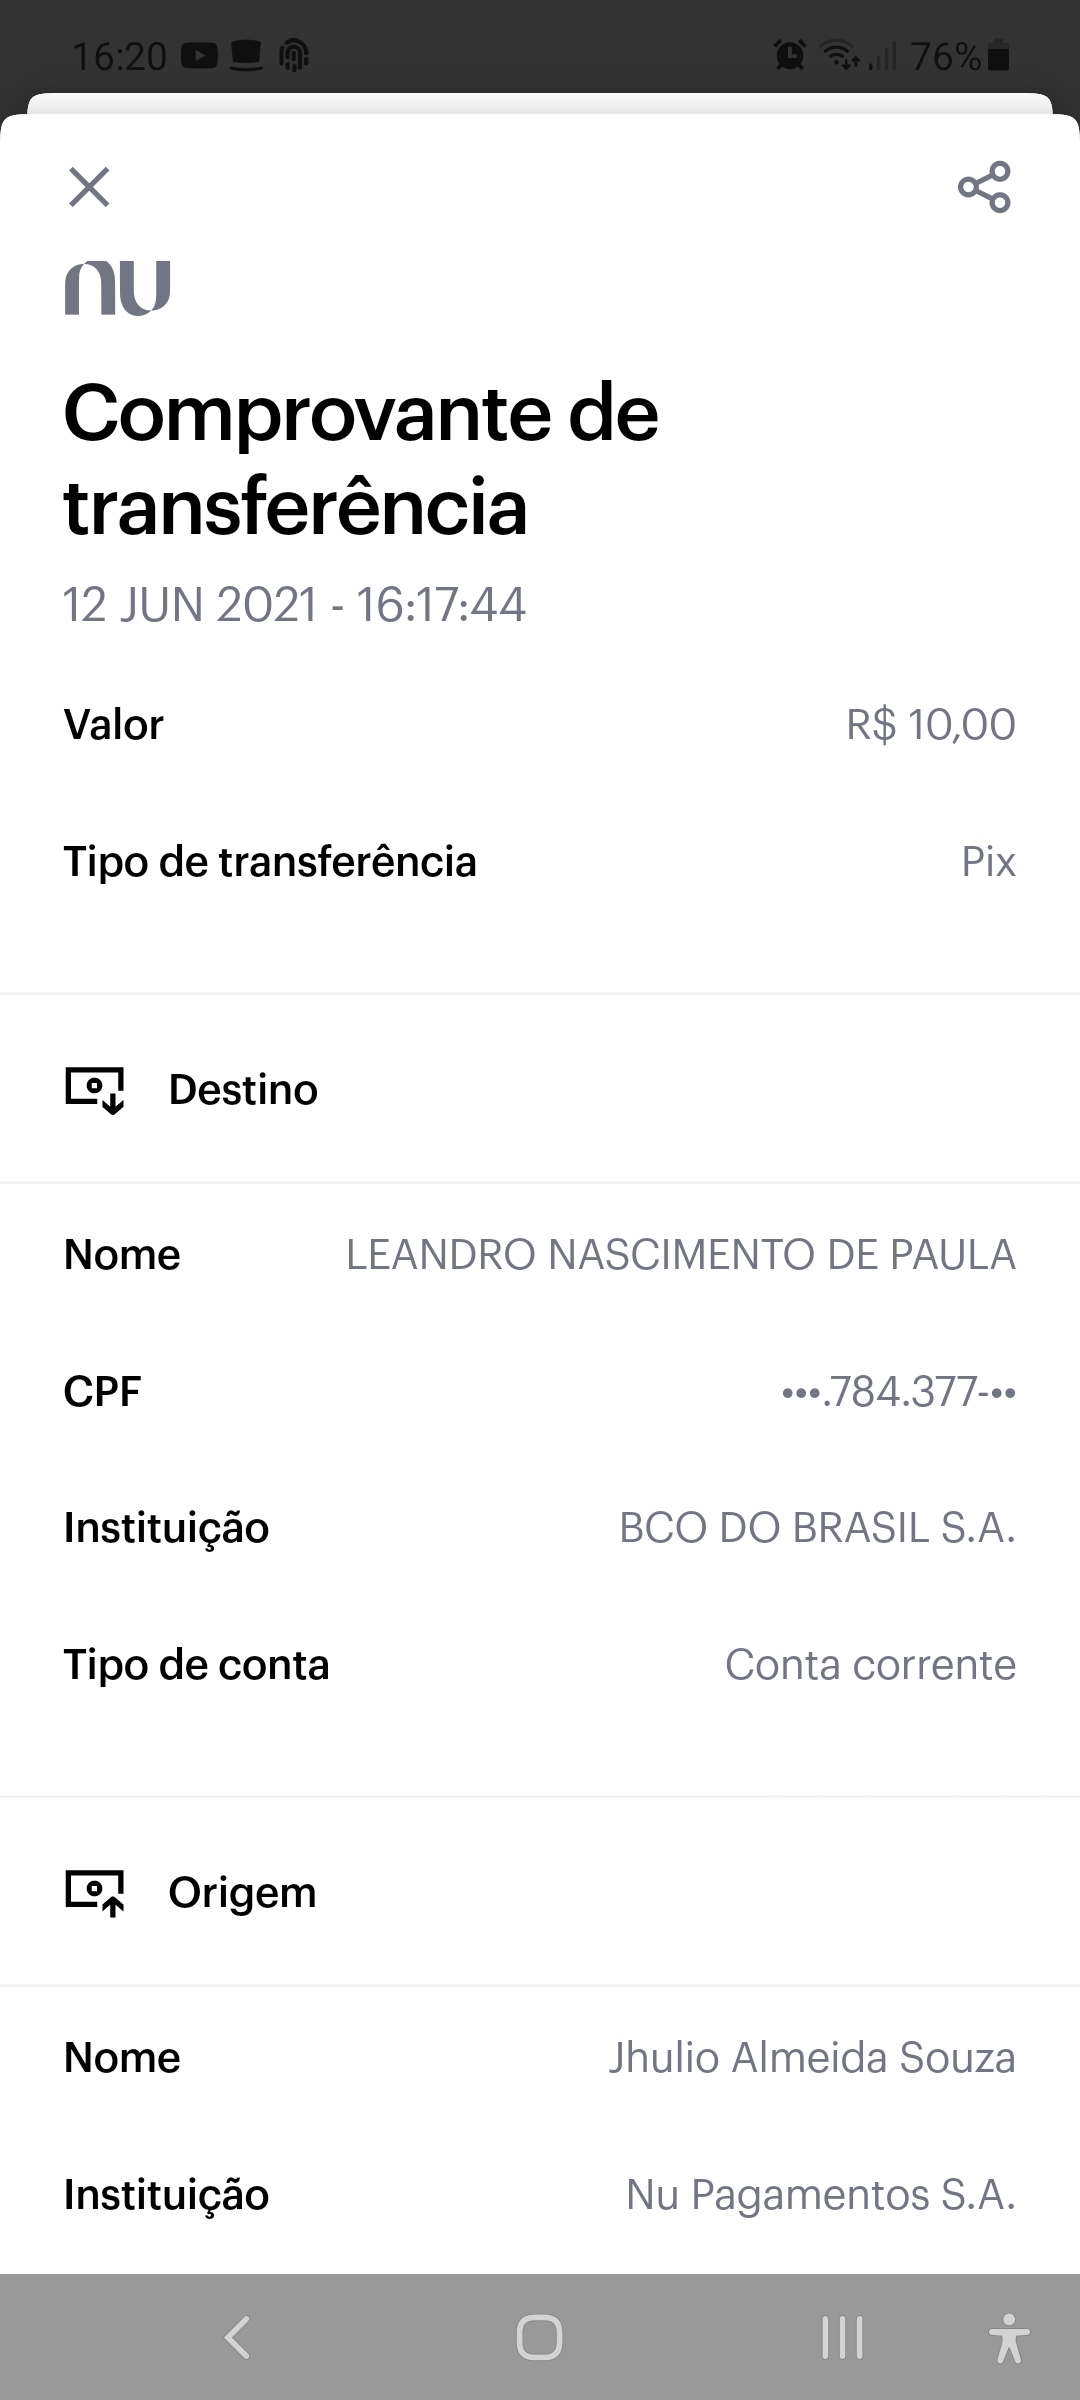 16:20 76%
nu
Comprovante de
transferência
12 JUN 2021 - 16:17:44
Valor R$ 10,00
Tipo de transferência Pix
Destino
Nome LEANDRO NASCIMENTO DE PAULA
CPF •••.784.377-••
Instituição BCO DO BRASIL S.A.
Tipo de conta Conta corrente
Origem
Nome Jhulio Almeida Souza
Instituição Nu Pagamentos S.A.